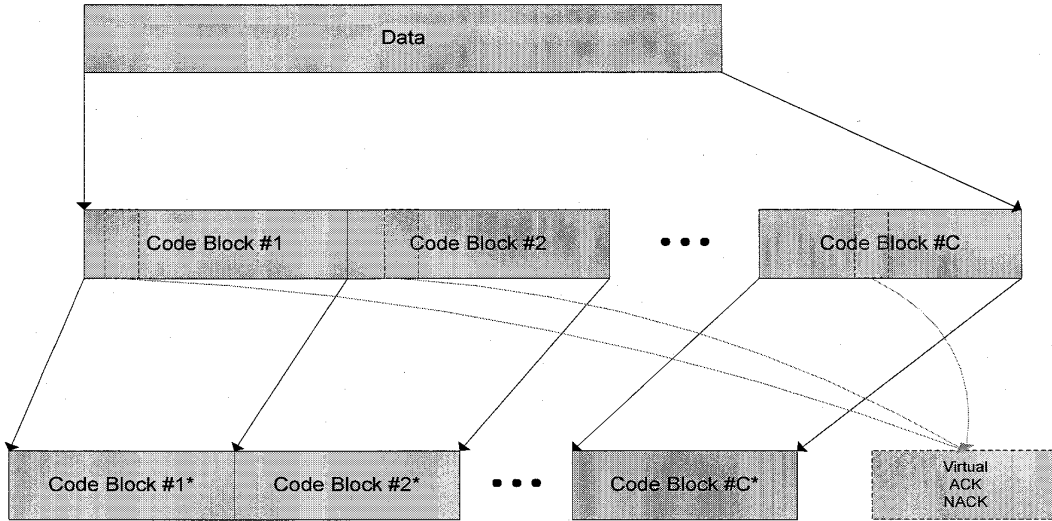 Data
Code Block #1
Code Block #2
Code Block #C
Code Block #1*
Code Block #2*
Code Block #C*
Virtual
ACK
NACK